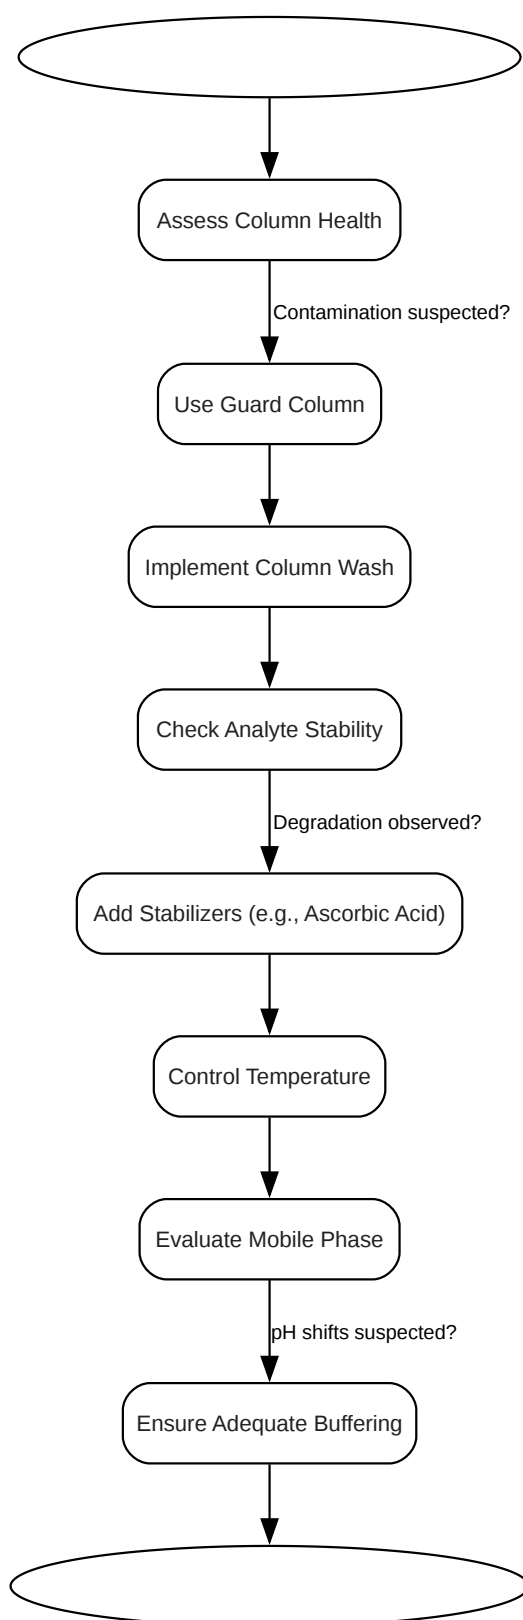 Assess Column Health
Contamination suspected?
Use Guard Column
Implement Column Wash
Check Analyte Stability
Degradation observed?
Add Stabilizers (e.g., Ascorbic Acid)
Control Temperature
Evaluate Mobile Phase
pH shifts suspected?
Ensure Adequate Buffering